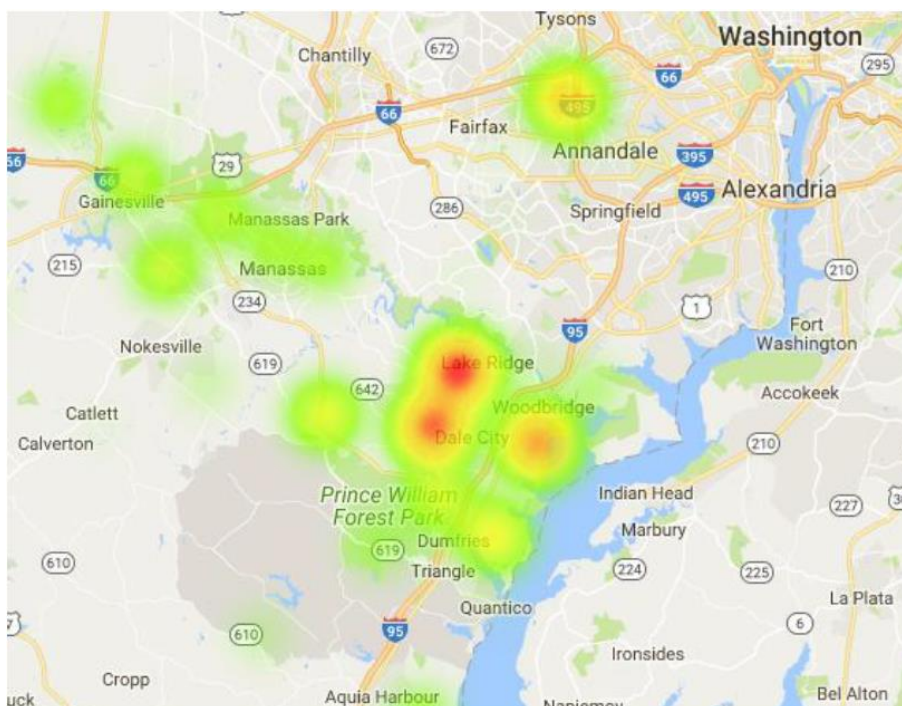 Tysons
Washington
Chantilly
672
66
295
66
495
Fairfax
66
Annandale
395
66
29
66
Alexandria
495
Gainesville
286
Springfield
Manassas Park
215
Manassas
210
234
1
95
Fort
Washington
Nokesville
619
Lake Ridge
642
Accokeek
Catlett
Woodbridge
Calverton
Dale City
210
Prince William
Forest Park
Indian Head
227
Marbury
Dumfries
619
610
Triangle
224
225
La Plata
Quantico
6
610
95
Ironsides
Cropp
Aquia Harbour
Bel Alton